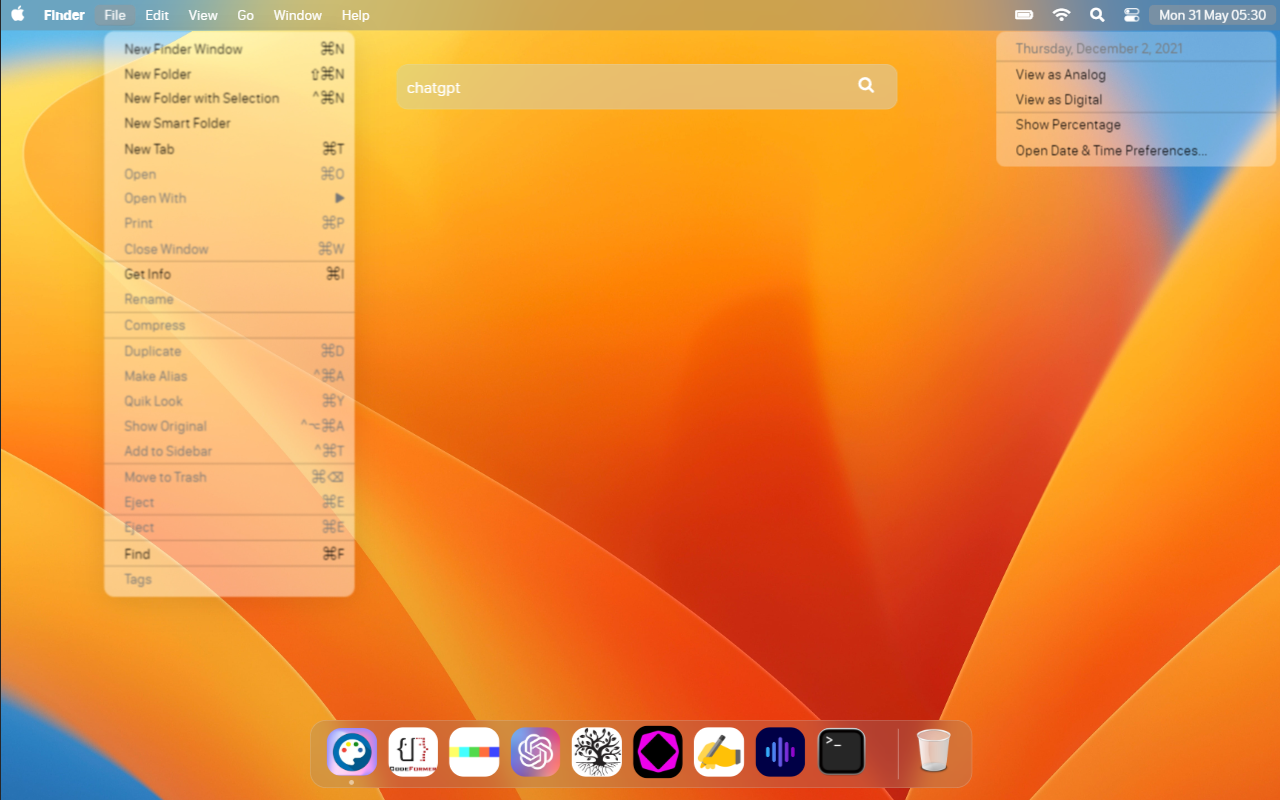 Finder File Edit View Go Window Help Mon 31 May 05:30
New Finder Window ⌘N
New Folder ⇧⌘N
New Folder with Selection ^⌘N
New Smart Folder
New Tab ⌘T
Open ⌘O
Open With ▶
Print ⌘P
Close Window ⌘W
Get Info ⌘I
Rename
Compress
Duplicate ⌘D
Make Alias ^⌘A
Quik Look ⌘Y
Show Original ^⌥⌘A
Add to Sidebar ^⌘T
Move to Trash ⌘⌫
Eject ⌘E
Eject ⌘E
Find ⌘F
Tags
chatgpt
Thursday, December 2, 2021
View as Analog
View as Digital
Show Percentage
Open Date & Time Preferences...
CodeFormer
>_